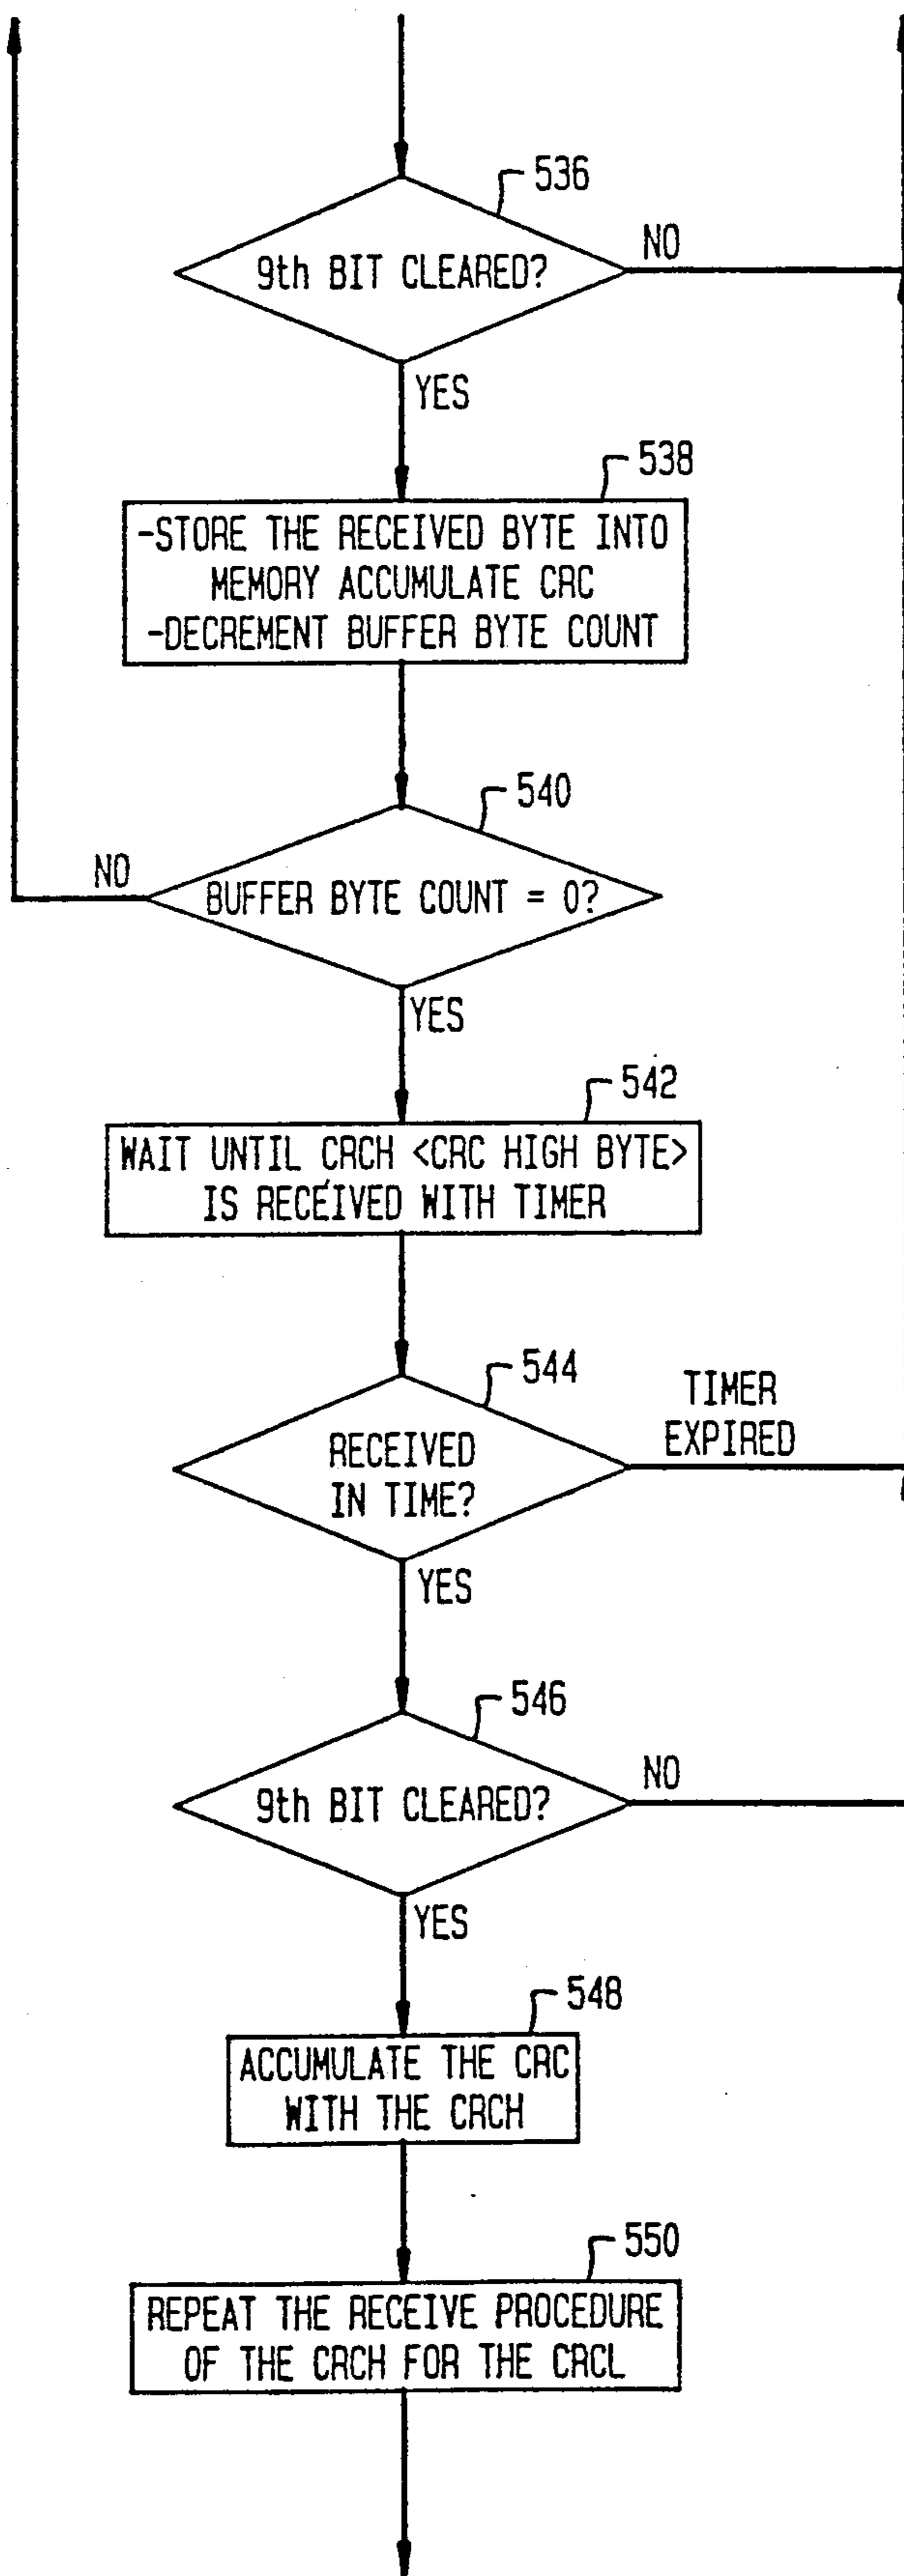 536
9th BIT CLEARED?
NO
YES
538
-STORE THE RECEIVED BYTE INTO
MEMORY ACCUMULATE CRC
-DECREMENT BUFFER BYTE COUNT
540
NO
BUFFER BYTE COUNT = 0?
YES
542
WAIT UNTIL CRCH <CRC HIGH BYTE>
IS RECEIVED WITH TIMER
544
TIMER
EXPIRED
RECEIVED
IN TIME?
YES
546
9th BIT CLEARED?
NO
YES
548
ACCUMULATE THE CRC
WITH THE CRCH
550
REPEAT THE RECEIVE PROCEDURE
OF THE CRCH FOR THE CRCL